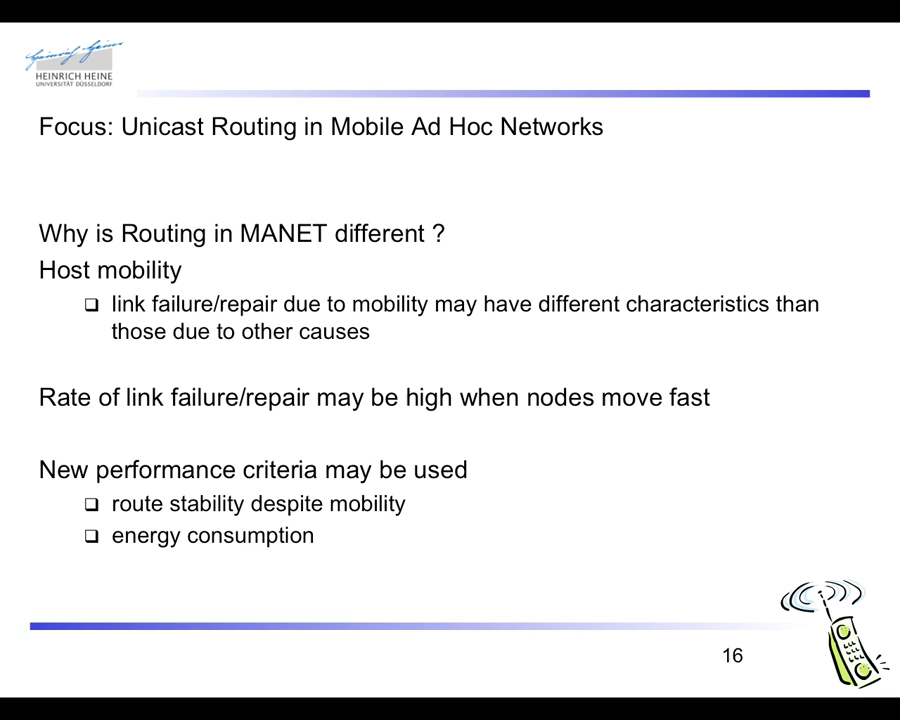 Heinrich Heine
HEINRICH HEINE
UNIVERSITÄT DÜSSELDORF
Focus: Unicast Routing in Mobile Ad Hoc Networks
Why is Routing in MANET different ?
Host mobility
❑ link failure/repair due to mobility may have different characteristics than
those due to other causes
Rate of link failure/repair may be high when nodes move fast
New performance criteria may be used
❑ route stability despite mobility
❑ energy consumption
16